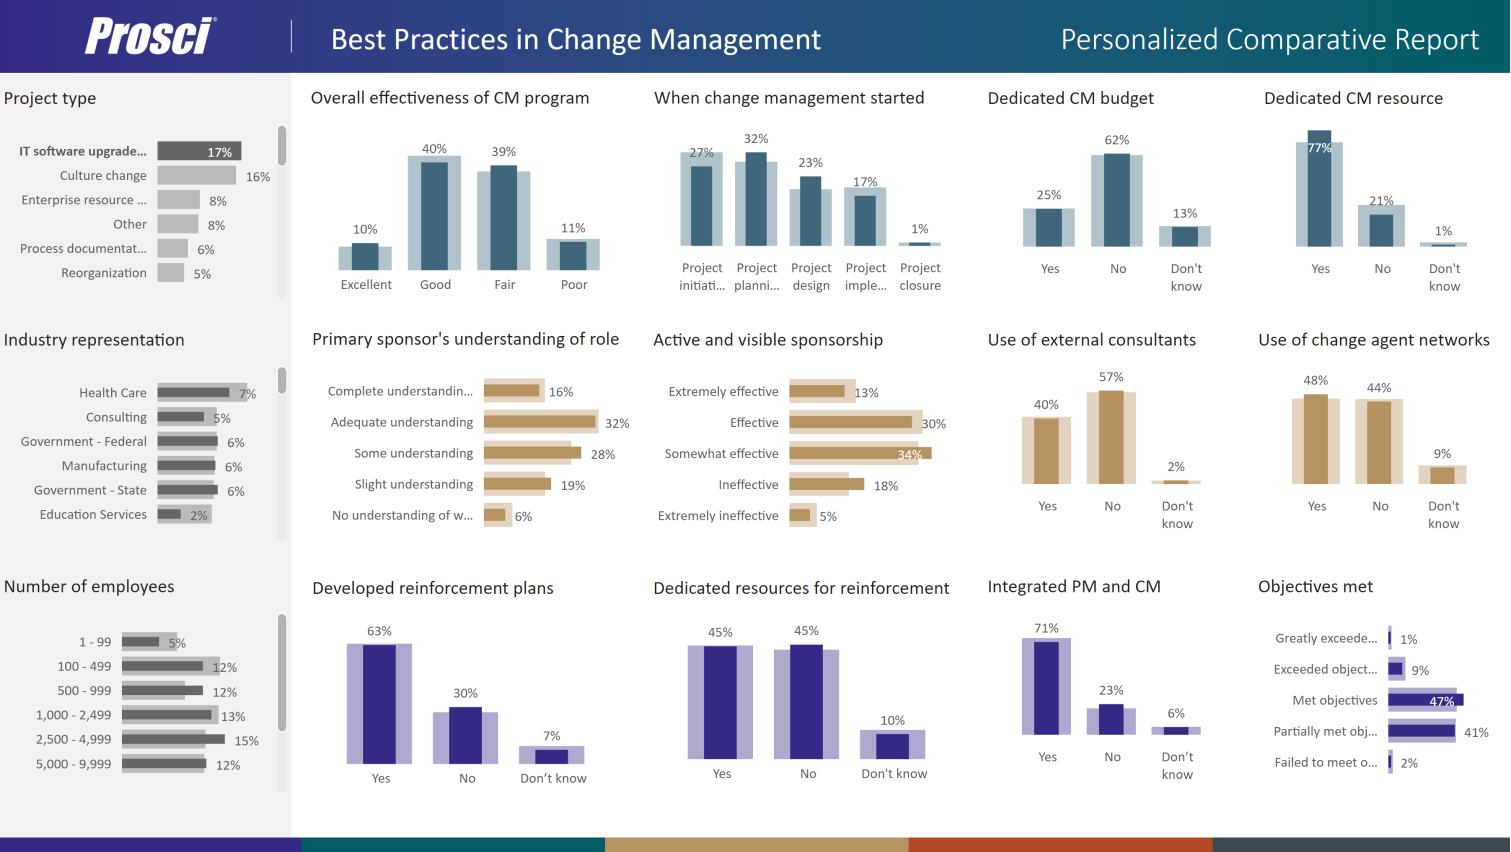 Prosci
Best Practices in Change Management
Personalized Comparative Report
Project type
IT software upgrade... 17%
Culture change 16%
Enterprise resource ... 8%
Other 8%
Process documentat... 6%
Reorganization 5%
Overall effectiveness of CM program
10% 40% 39% 11%
Excellent Good Fair Poor
When change management started
27% 32% 23% 17% 1%
Project Project Project Project Project
initiati... planni... design imple... closure
Dedicated CM budget
25% 62% 13%
Yes No Don't
know
Dedicated CM resource
77% 21% 1%
Yes No Don't
know
Industry representation
Health Care 7%
Consulting 5%
Government - Federal 6%
Manufacturing 6%
Government - State 6%
Education Services 2%
Primary sponsor's understanding of role
Complete understandin... 16%
Adequate understanding 32%
Some understanding 28%
Slight understanding 19%
No understanding of w... 6%
Active and visible sponsorship
Extremely effective 13%
Effective 30%
Somewhat effective 34%
Ineffective 18%
Extremely ineffective 5%
Use of external consultants
40% 57% 2%
Yes No Don't
know
Use of change agent networks
48% 44% 9%
Yes No Don't
know
Number of employees
1 - 99 5%
100 - 499 12%
500 - 999 12%
1,000 - 2,499 13%
2,500 - 4,999 15%
5,000 - 9,999 12%
Developed reinforcement plans
63% 30% 7%
Yes No Don't know
Dedicated resources for reinforcement
45% 45% 10%
Yes No Don't know
Integrated PM and CM
71% 23% 6%
Yes No Don't
know
Objectives met
Greatly exceede... 1%
Exceeded object... 9%
Met objectives 47%
Partially met obj... 41%
Failed to meet o... 2%